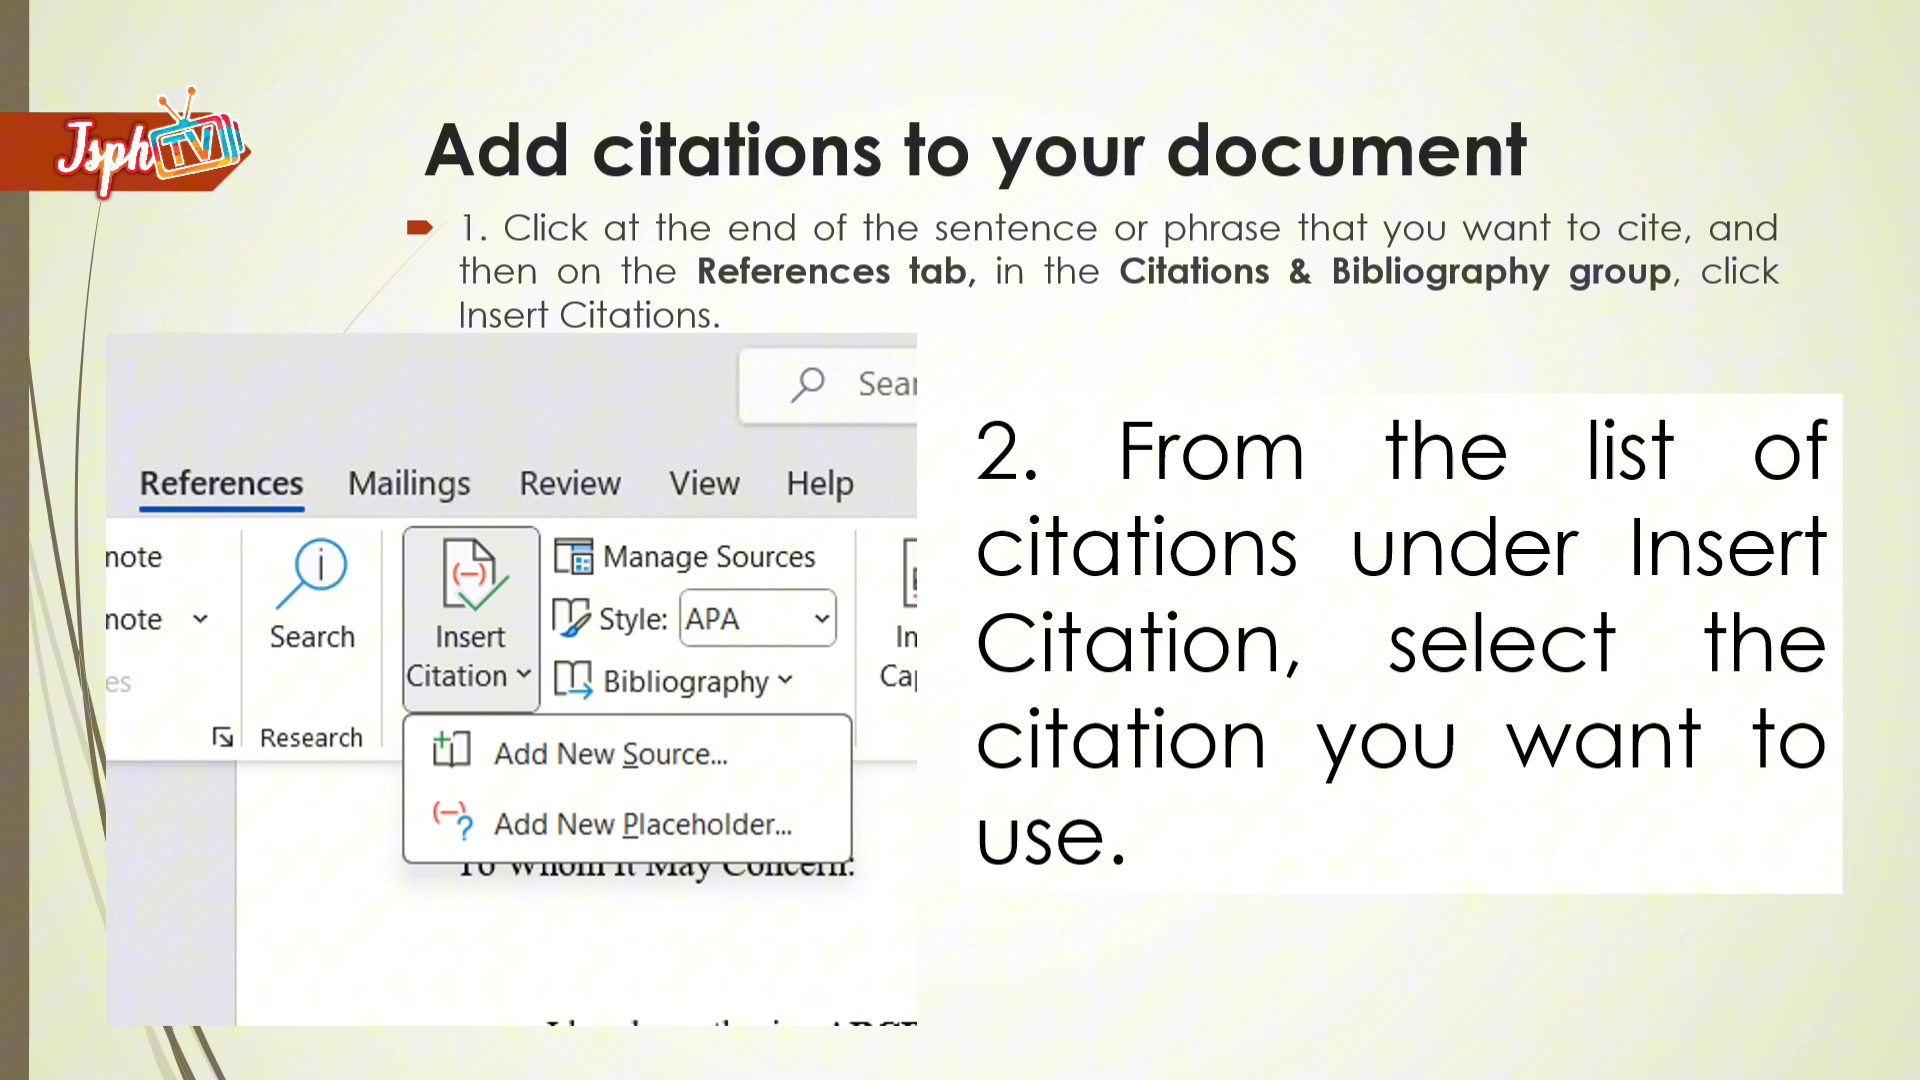 Jsph TV
Add citations to your document
1. Click at the end of the sentence or phrase that you want to cite, and
then on the References tab, in the Citations & Bibliography group, click
Insert Citations.
Sear
References Mailings Review View Help
note
note
es
Search
Research
Insert
Citation
Manage Sources
Style: APA
Bibliography
In
Ca
Add New Source...
Add New Placeholder...
To Whom It May Concern:
2. From the list of
citations under Insert
Citation, select the
citation you want to
use.